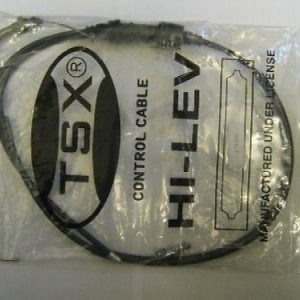 TSX®
CONTROL CABLE
HI-LEV
MANUFACTURED UNDER LICENSE